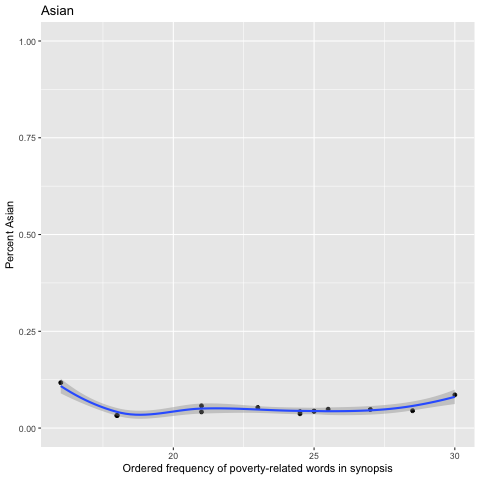 Asian
1.00
0.75
0.50
0.25
0.00
Percent Asian
20 25 30
Ordered frequency of poverty-related words in synopsis